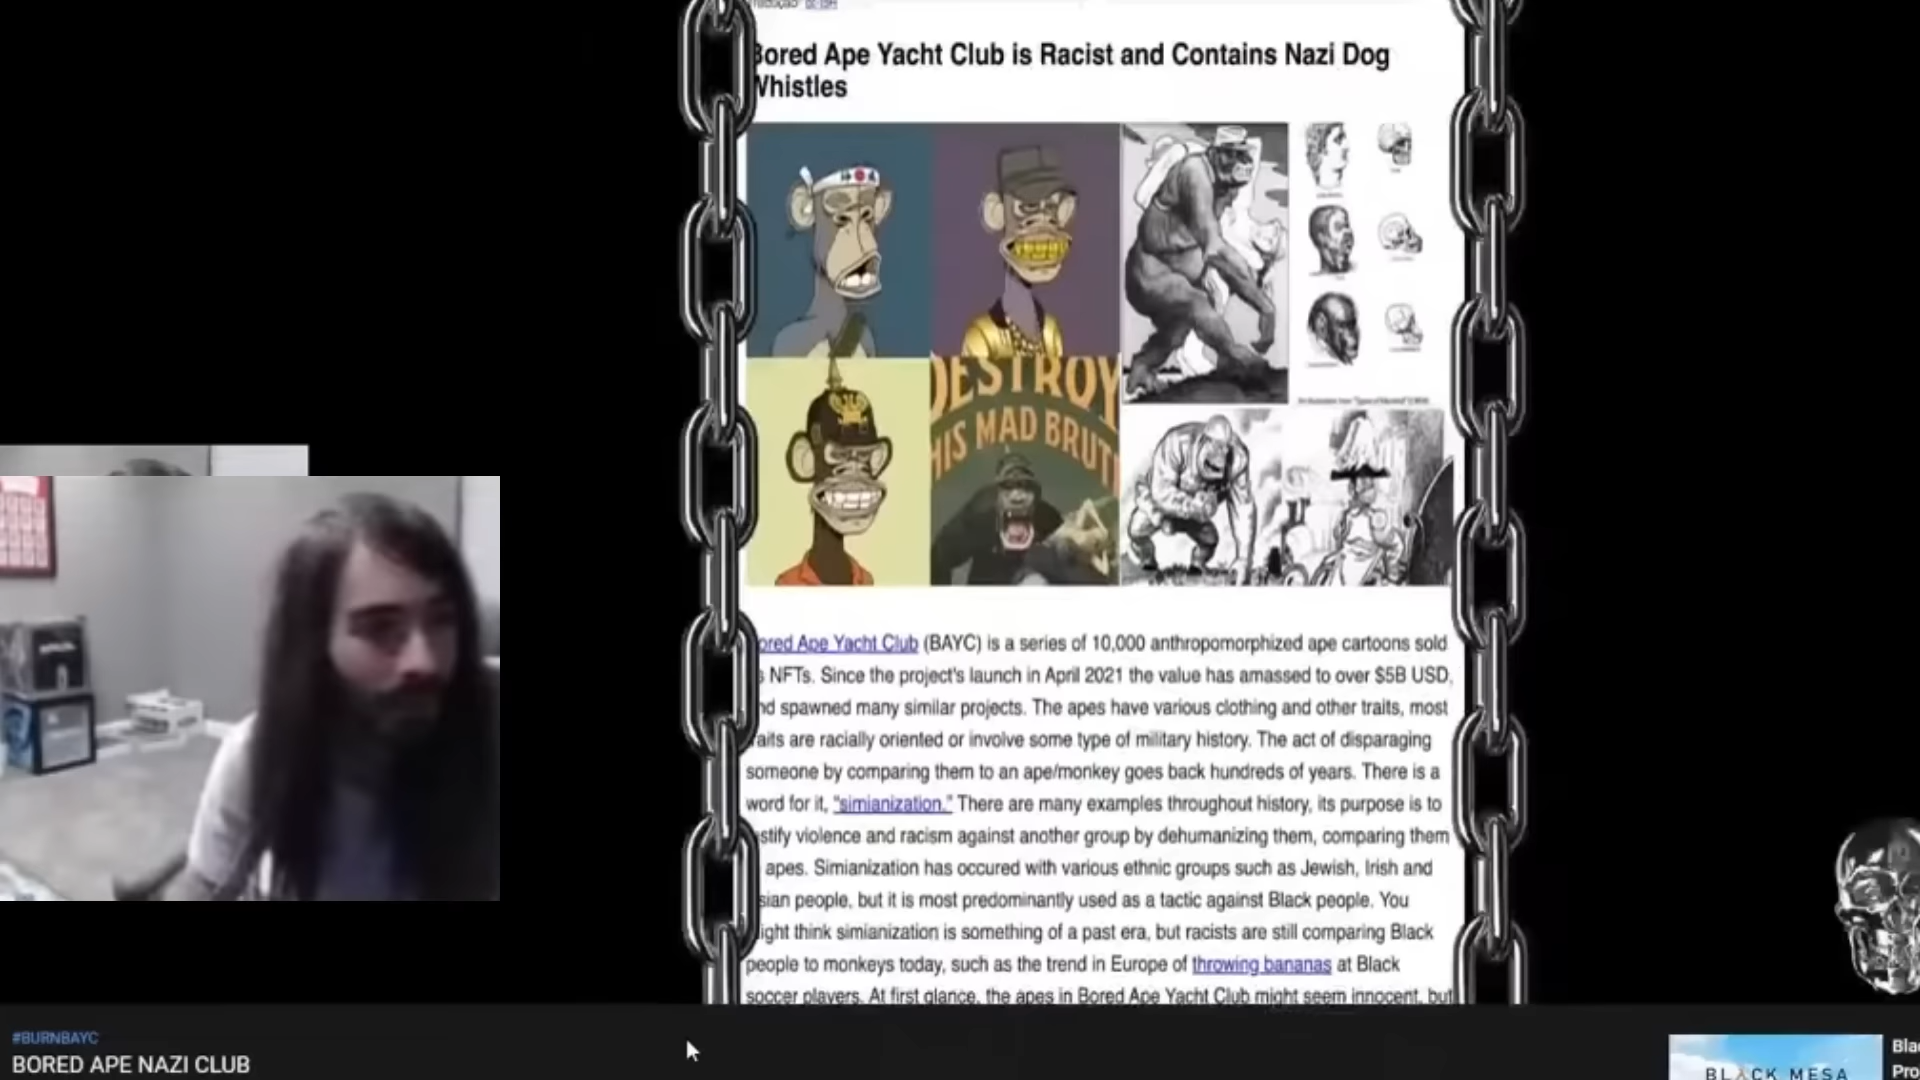 Bored Ape Yacht Club is Racist and Contains Nazi Dog
Whistles
DESTROY
HIS MAD BRUT
ored Ape Yacht Club (BAYC) is a series of 10,000 anthropomorphized ape cartoons sold
s NFTs. Since the project's launch in April 2021 the value has amassed to over $5B USD,
nd spawned many similar projects. The apes have various clothing and other traits, most
raits are racially oriented or involve some type of military history. The act of disparaging
someone by comparing them to an ape/monkey goes back hundreds of years. There is a
word for it, "simianization." There are many examples throughout history, its purpose is to
stify violence and racism against another group by dehumanizing them, comparing them
apes. Simianization has occured with various ethnic groups such as Jewish, Irish and
sian people, but it is most predominantly used as a tactic against Black people. You
ight think simianization is something of a past era, but racists are still comparing Black
people to monkeys today, such as the trend in Europe of throwing bananas at Black
soccer players. At first glance, the apes in Bored Ape Yacht Club might seem innocent, but
#BURNBAYC
BORED APE NAZI CLUB
BLACK MESA
Blac
Pro